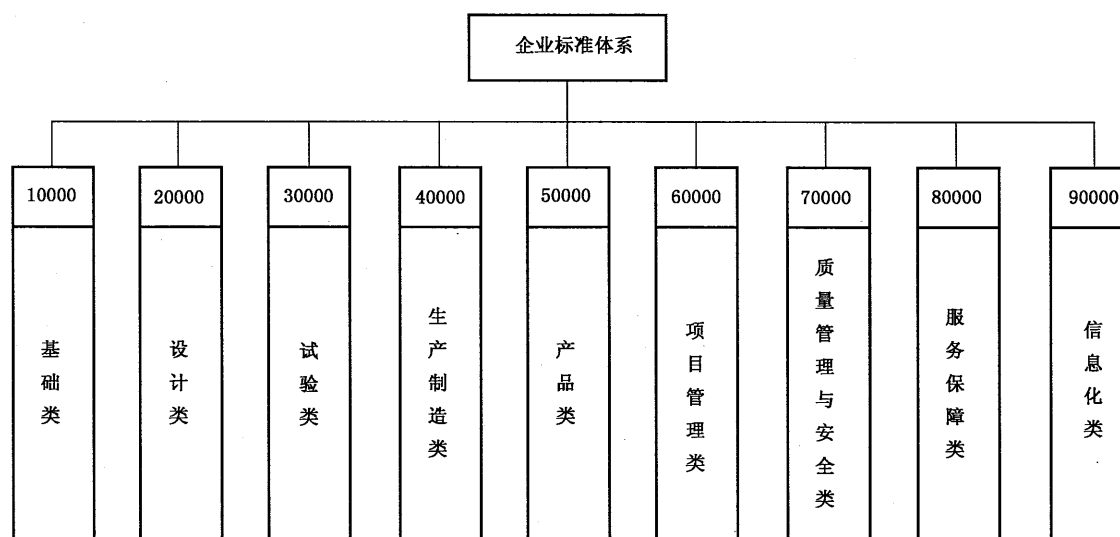 企业标准体系
10000
20000
30000
40000
50000
60000
70000
80000
90000
基础类
设计类
试验类
生产制造类
产品类
项目管理类
质量管理与安全类
服务保障类
信息化类